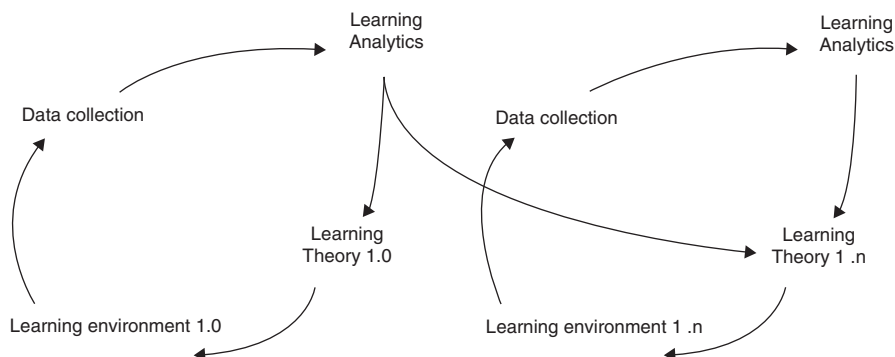 Learning
Analytics
Data collection
Learning
Theory 1.0
Learning environment 1.0
Learning
Analytics
Data collection
Learning
Theory 1 .n
Learning environment 1 .n